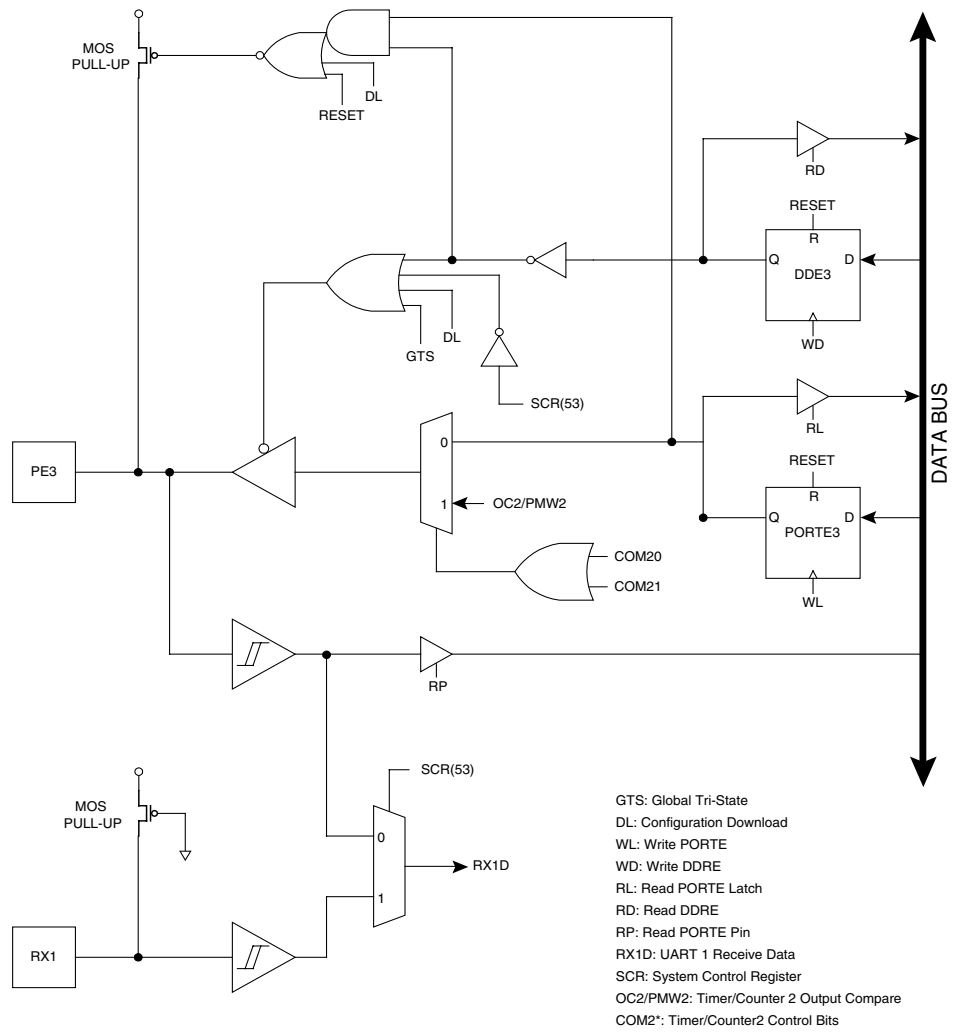 MOS
PULL-UP
DL
RESET
RD
RESET
R
Q
D
DDE3
WD
DL
GTS
SCR(53)
RL
0
PE3
RESET
R
1
OC2/PMW2
Q
D
PORTE3
COM20
COM21
WL
DATA BUS
RP
SCR(53)
MOS
PULL-UP
0
RX1D
1
RX1
GTS: Global Tri-State
DL: Configuration Download
WL: Write PORTE
WD: Write DDRE
RL: Read PORTE Latch
RD: Read DDRE
RP: Read PORTE Pin
RX1D: UART 1 Receive Data
SCR: System Control Register
OC2/PMW2: Timer/Counter 2 Output Compare
COM2*: Timer/Counter2 Control Bits